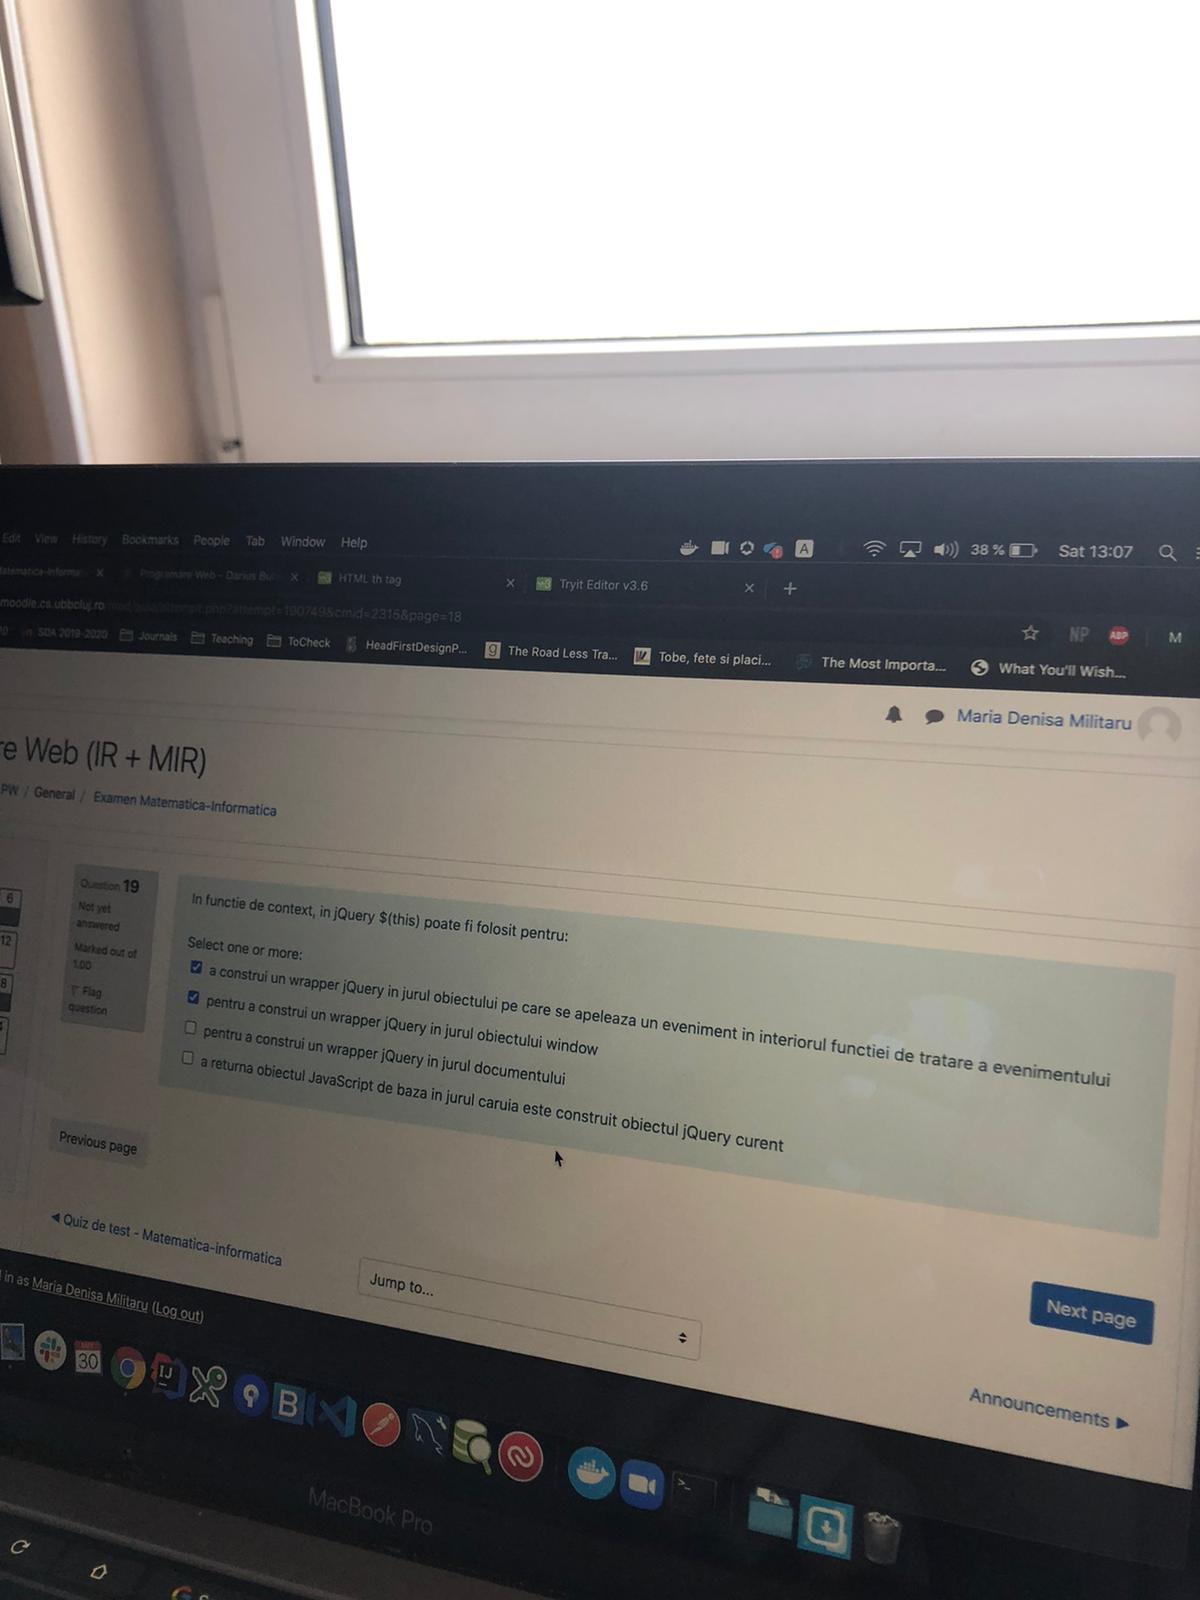 Edit View History Bookmarks People Tab Window Help
A 38 % Sat 13:07
HTML th tag × Tryit Editor v3.6 × +
moodle.cs.ubbcluj.ro/mod/quiz/attempt.php?attempt=190749&cmid=2316&page=18
SDA 2019-2020 Journals Teaching ToCheck HeadFirstDesignP... The Road Less Tra... Tobe, fete si placi... The Most Importa... What You'll Wish...
NP ABP M
Maria Denisa Militaru
re Web (IR + MIR)
PW / General / Examen Matematica-Informatica
6
12
8
Question 19
Not yet
answered
Marked out of
1.00
Flag
question
In functie de context, in jQuery $(this) poate fi folosit pentru:
Select one or more:
a construi un wrapper jQuery in jurul obiectului pe care se apeleaza un eveniment in interiorul functiei de tratare a evenimentului
pentru a construi un wrapper jQuery in jurul obiectului window
pentru a construi un wrapper jQuery in jurul documentului
a returna obiectul JavaScript de baza in jurul caruia este construit obiectul jQuery curent
Previous page
Quiz de test - Matematica-informatica
Jump to...
Next page
Announcements
in as Maria Denisa Militaru (Log out)
30
IJ
B
MacBook Pro